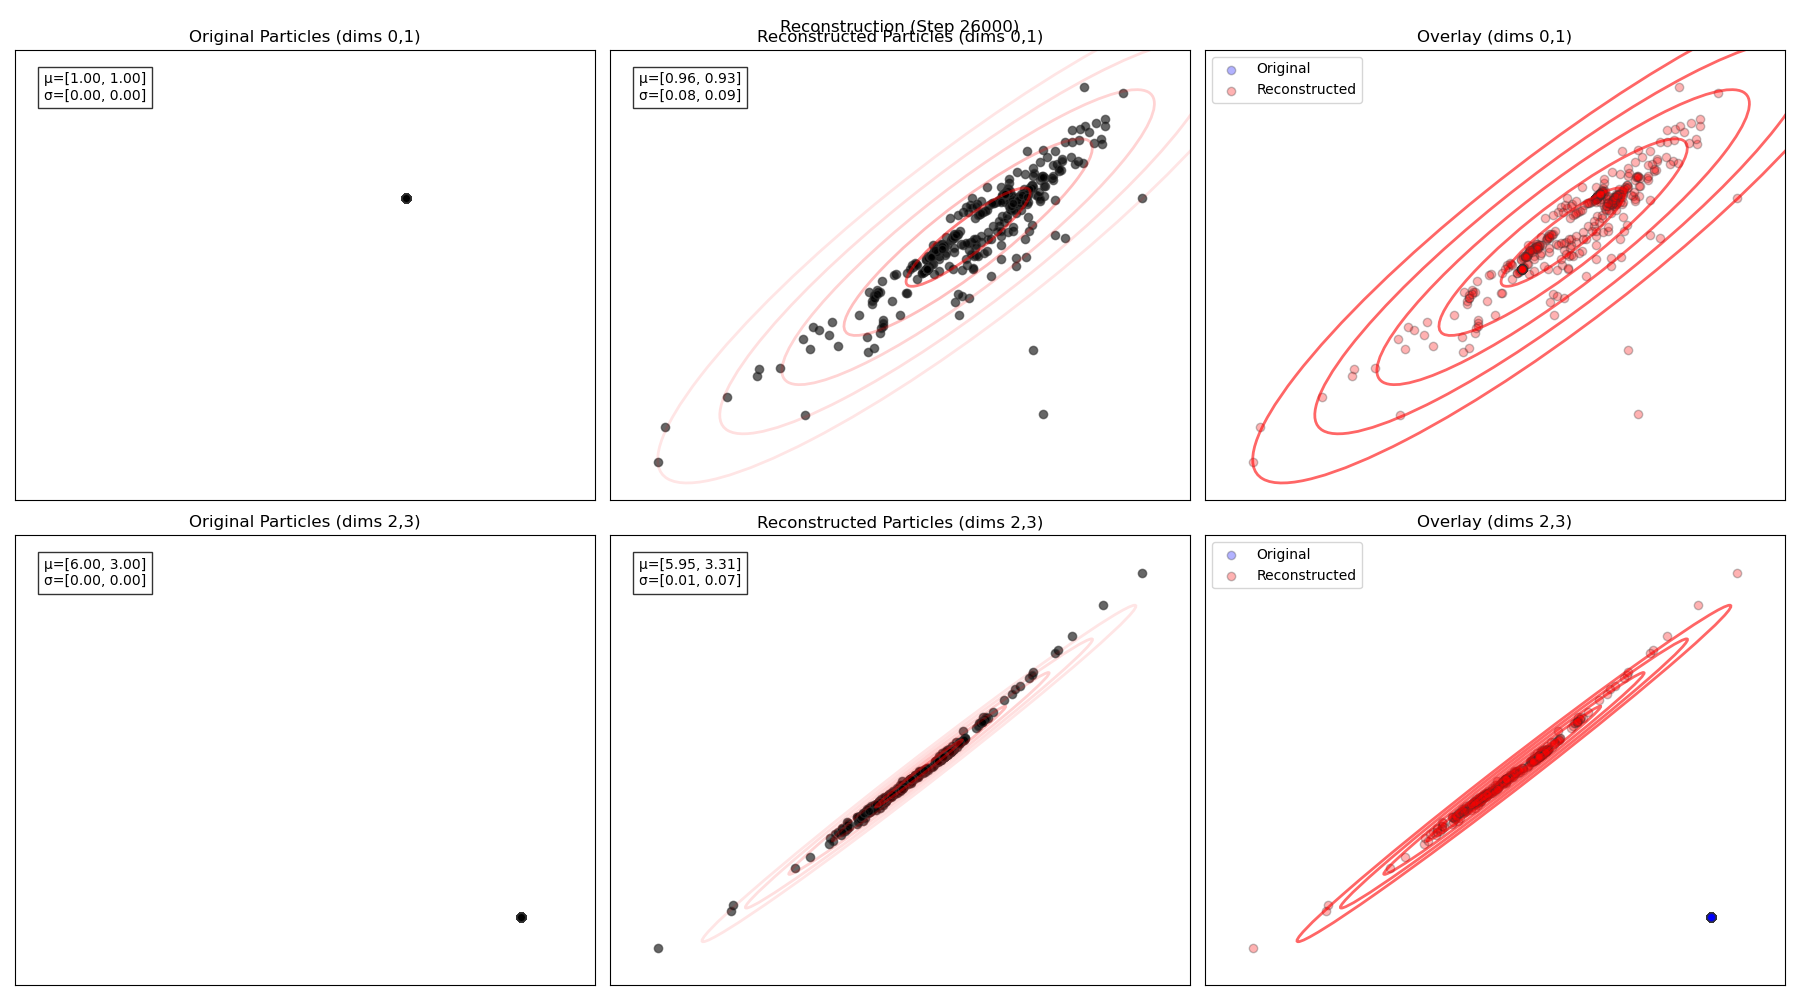 Reconstruction (Step 26000)
Original Particles (dims 0,1)
μ=[1.00, 1.00]
σ=[0.00, 0.00]
Reconstructed Particles (dims 0,1)
μ=[0.96, 0.93]
σ=[0.08, 0.09]
Overlay (dims 0,1)
Original
Reconstructed
Original Particles (dims 2,3)
μ=[6.00, 3.00]
σ=[0.00, 0.00]
Reconstructed Particles (dims 2,3)
μ=[5.95, 3.31]
σ=[0.01, 0.07]
Overlay (dims 2,3)
Original
Reconstructed